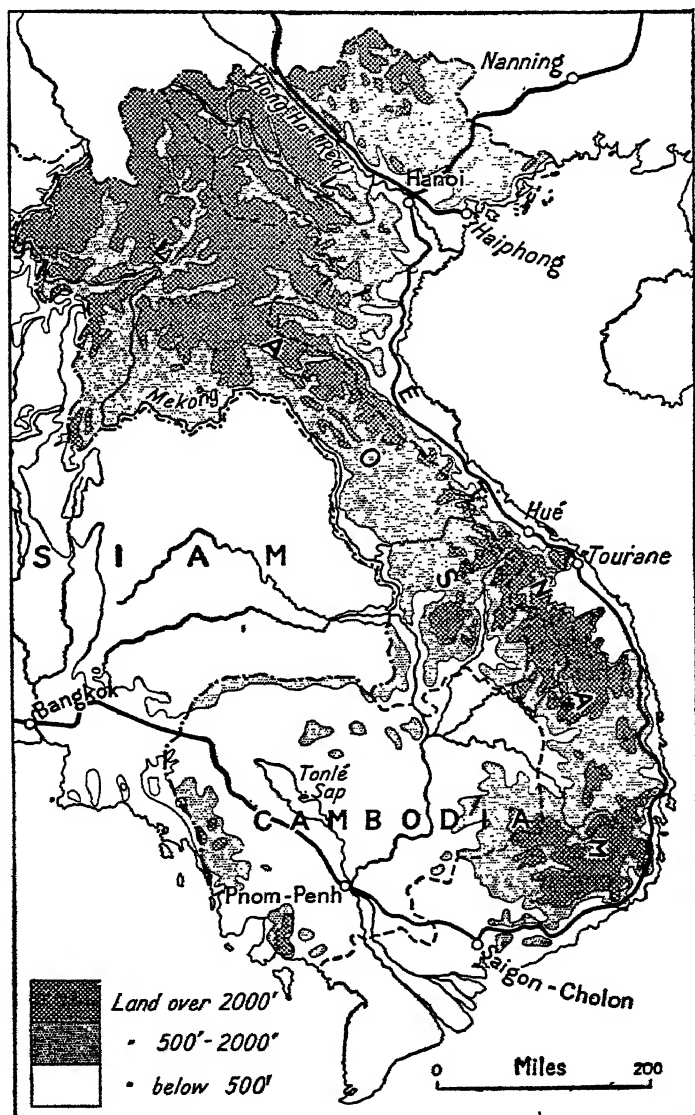 Nanning
Hong Ho (Red)
Hanoi
Haiphong
L A O S
Mekong
Hué
Tourane
N A M
S I A M
Bangkok
Tonlé
Sap
C A M B O D I A
Pnom-Penh
Saigon-Cholon
Land over 2000'
" 500'-2000'
" below 500'
Miles
0 200